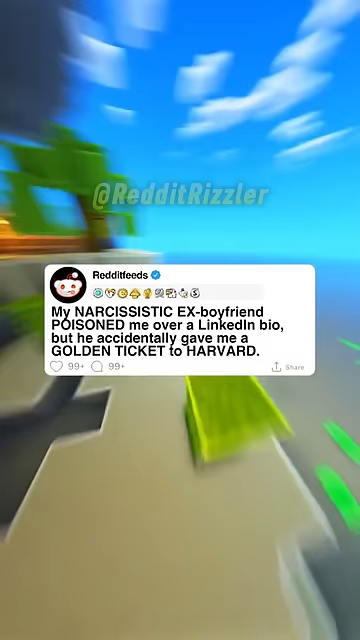 @RedditRizzler
Redditfeeds
My NARCISSISTIC EX-boyfriend
POISONED me over a LinkedIn bio,
but he accidentally gave me a
GOLDEN TICKET to HARVARD.
99+ 99+ Share